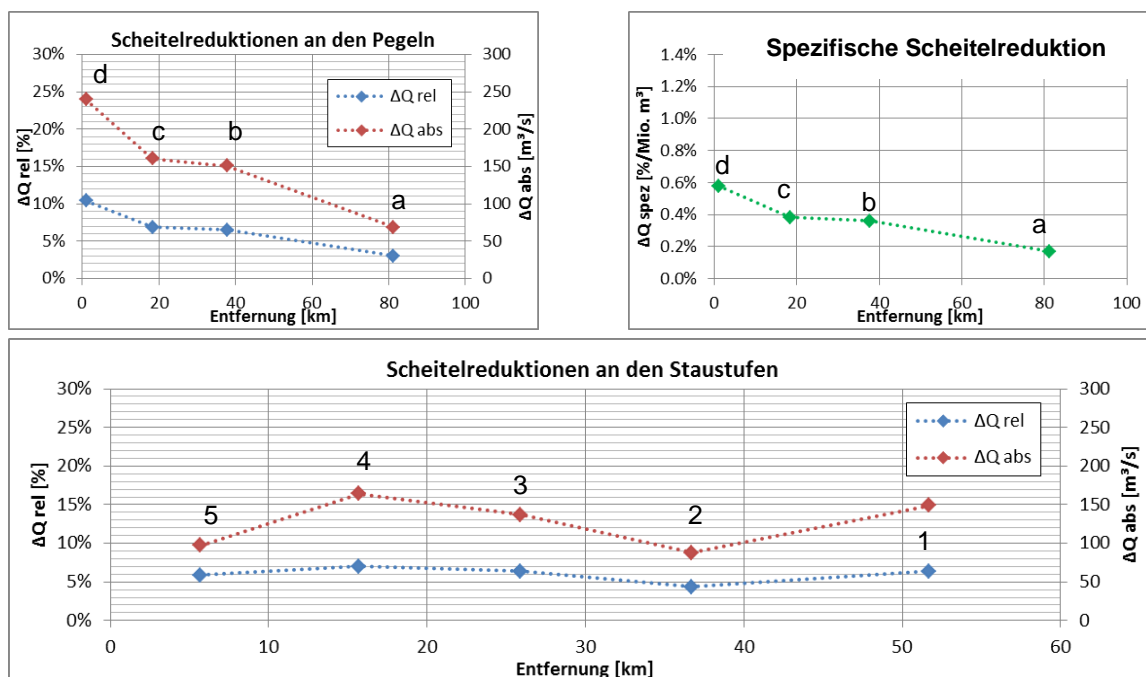 Scheitelreduktionen an den Pegeln
30%
25%
20%
15%
10%
5%
0%
ΔQ rel [%]
300
250
200
150
100
50
0
ΔQ abs [m³/s]
ΔQ rel
ΔQ abs
d
c
b
a
0 20 40 60 80 100
Entfernung [km]
Spezifische Scheitelreduktion
1.4%
1.2%
1.0%
0.8%
0.6%
0.4%
0.2%
0.0%
ΔQ spez [%/Mio. m³]
d
c
b
a
0 20 40 60 80 100
Entfernung [km]
Scheitelreduktionen an den Staustufen
30%
25%
20%
15%
10%
5%
0%
ΔQ rel [%]
300
250
200
150
100
50
0
ΔQ abs [m³/s]
ΔQ rel
ΔQ abs
5
4
3
2
1
0 10 20 30 40 50 60
Entfernung [km]